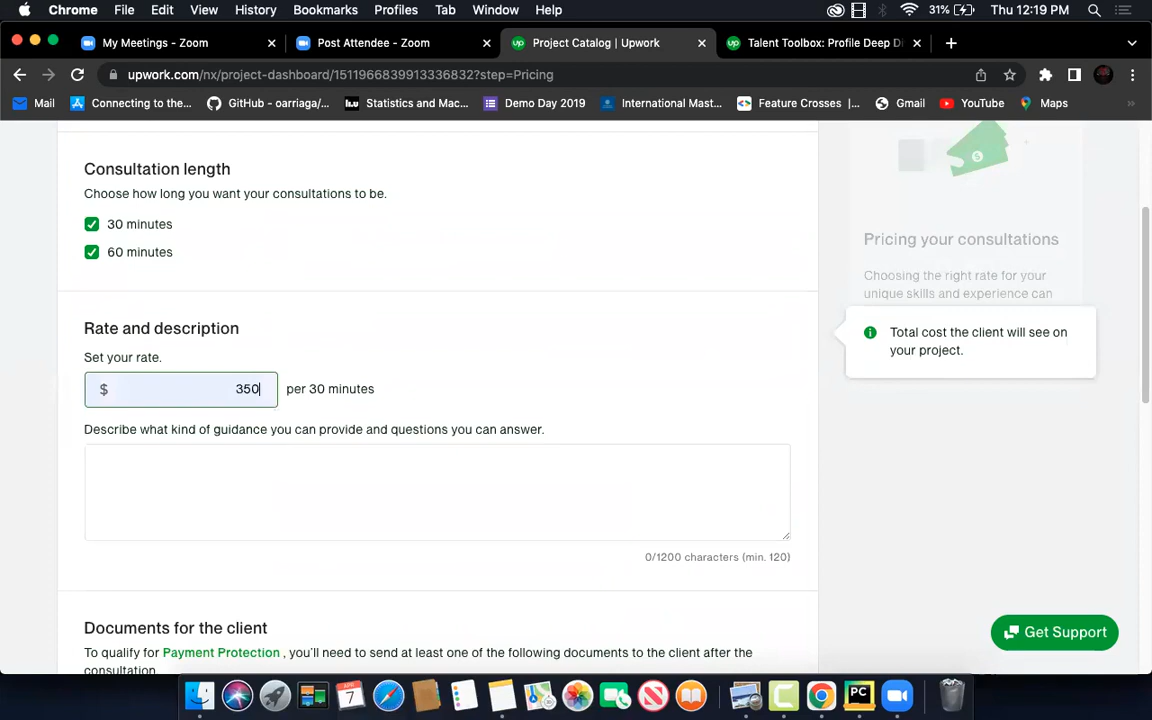 Chrome File Edit View History Bookmarks Profiles Tab Window Help 31% Thu 12:19 PM
My Meetings - Zoom Post Attendee - Zoom Project Catalog | Upwork Talent Toolbox: Profile Deep Di
upwork.com/nx/project-dashboard/1511966839913336832?step=Pricing
Mail Connecting to the... GitHub - oarriaga/... Statistics and Mac... Demo Day 2019 International Mast... Feature Crosses |... Gmail YouTube Maps
Consultation length
Choose how long you want your consultations to be.
30 minutes
60 minutes
Pricing your consultations
Choosing the right rate for your
unique skills and experience can
Rate and description
Set your rate.
$ 350 per 30 minutes
Total cost the client will see on
your project.
Describe what kind of guidance you can provide and questions you can answer.
0/1200 characters (min. 120)
Documents for the client
To qualify for Payment Protection , you'll need to send at least one of the following documents to the client after the
consultation.
Get Support
APR 7
PC